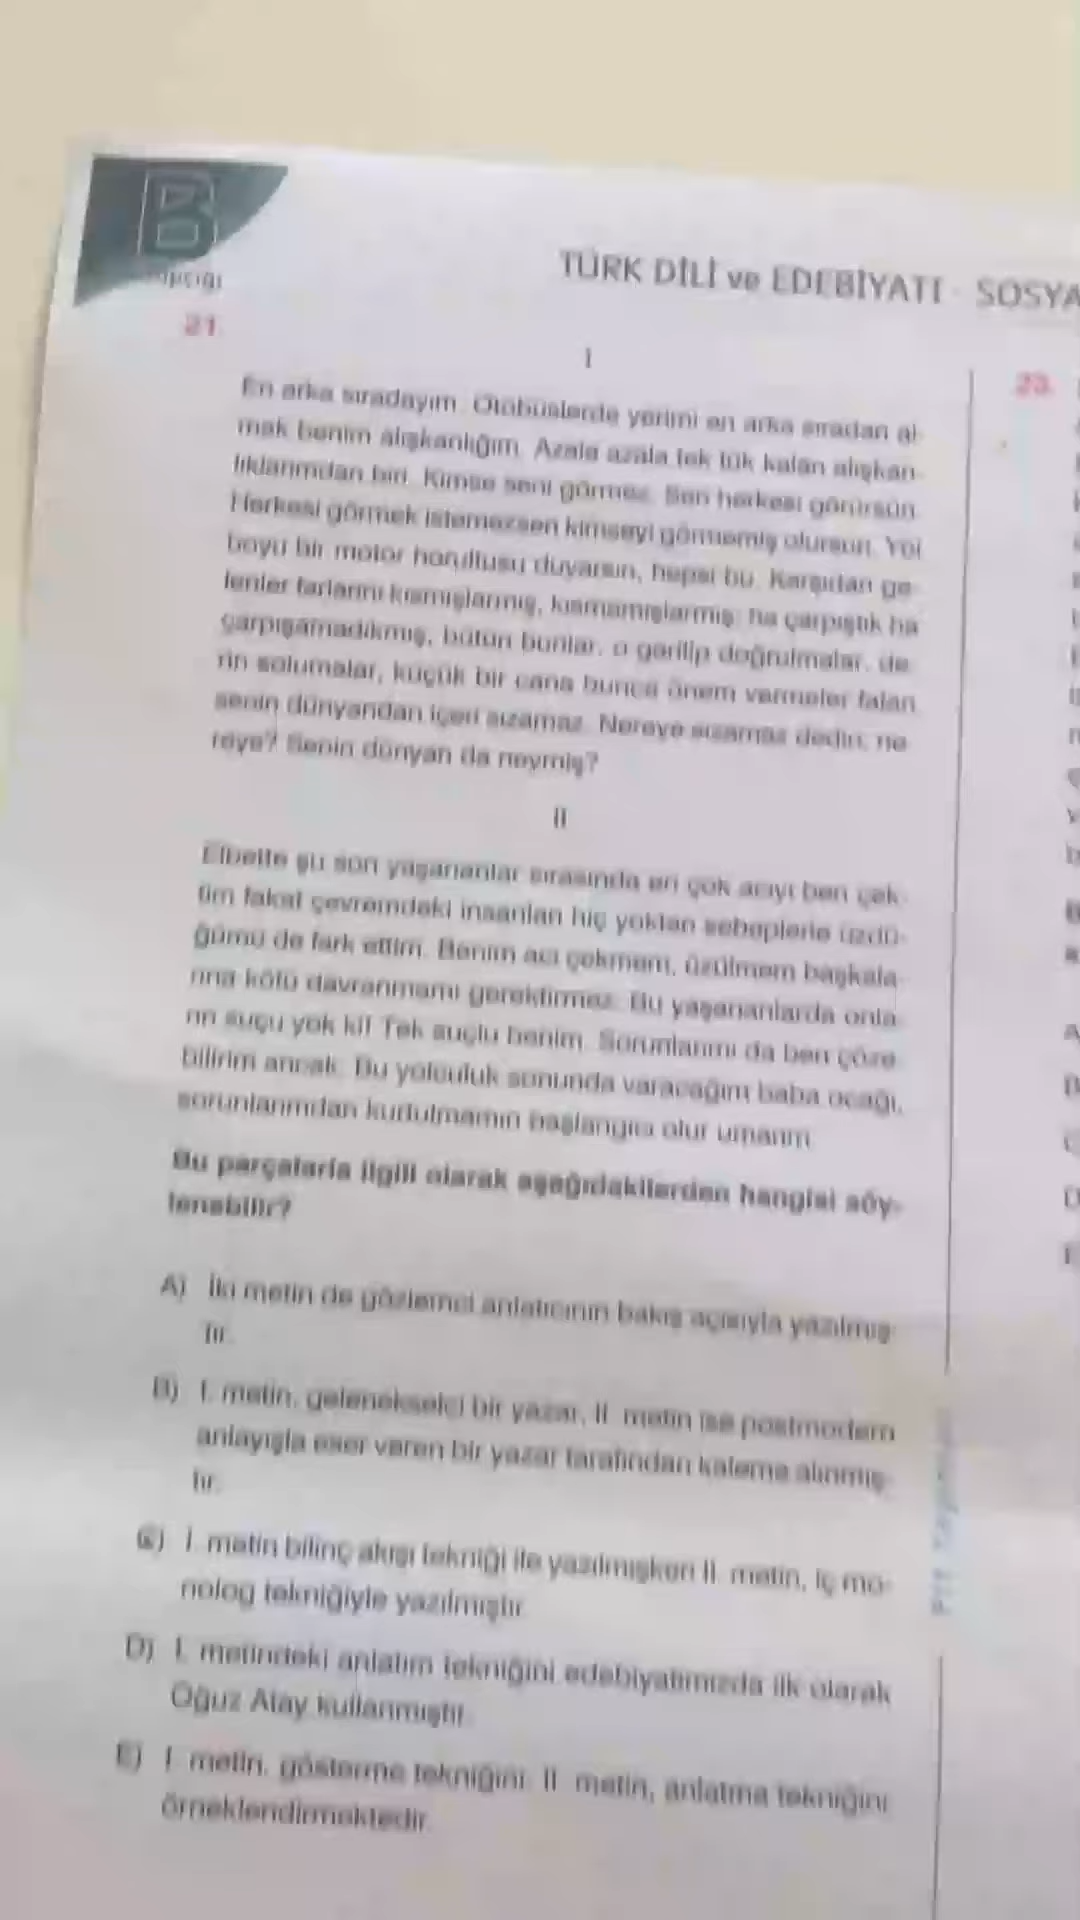 TÜRK DİLİ ve EDEBİYATI - SOSYA
21.
I
En arka sıradayım. Otobüslerde yerimi en arka sıradan al-
mak benim alışkanlığım. Azala azala tek tük kalan alışkan-
lıklarımdan biri. Kimse seni görmez. Sen herkesi görürsün.
Herkesi görmek istemezsen kimseyi görmemiş olursun. Yol
boyu bir motor horultusu duyarsın, hepsi bu. Karşıdan ge-
lenler farlarını kısmışlarmış, kısmamışlarmış; ha çarpıştık ha
çarpışamadıkmış, bütün bunlar, o gerilip doğrulmalar, de-
rin solumalar, küçük bir cana bunca önem vermeler falan
senin dünyandan içeri sızamaz. Nereye sızamaz dedin, ne-
reye? Senin dünyan da neymiş?
II
Elbette şu son yaşananlar sırasında en çok acıyı ben çek-
tim fakat çevremdeki insanları hiç yoktan sebeplerle üzdü-
ğümü de fark ettim. Benim acı çekmem, üzülmem başkala-
rına kötü davranmamı gerektirmez. Bu yaşananlarda onla-
rın suçu yok ki! Tek suçlu benim. Sorunlarımı da ben çöze-
bilirim ancak. Bu yolculuk sonunda varacağım baba ocağı,
sorunlarımdan kurtulmamın başlangıcı olur umarım.
Bu parçalarla ilgili olarak aşağıdakilerden hangisi söy-
lenebilir?
A) İki metin de gözlemci anlatıcının bakış açısıyla yazılmış-
tır.
B) I. metin, gelenekselci bir yazar, II. metin ise postmodern
anlayışla eser veren bir yazar tarafından kaleme alınmış-
tır.
C) I. metin bilinç akışı tekniği ile yazılmışken II. metin, iç mo-
nolog tekniğiyle yazılmıştır.
D) I. metindeki anlatım tekniğini edebiyatımızda ilk olarak
Oğuz Atay kullanmıştır.
E) I. metin, gösterme tekniğini; II. metin, anlatma tekniğini
örneklendirmektedir.
23.